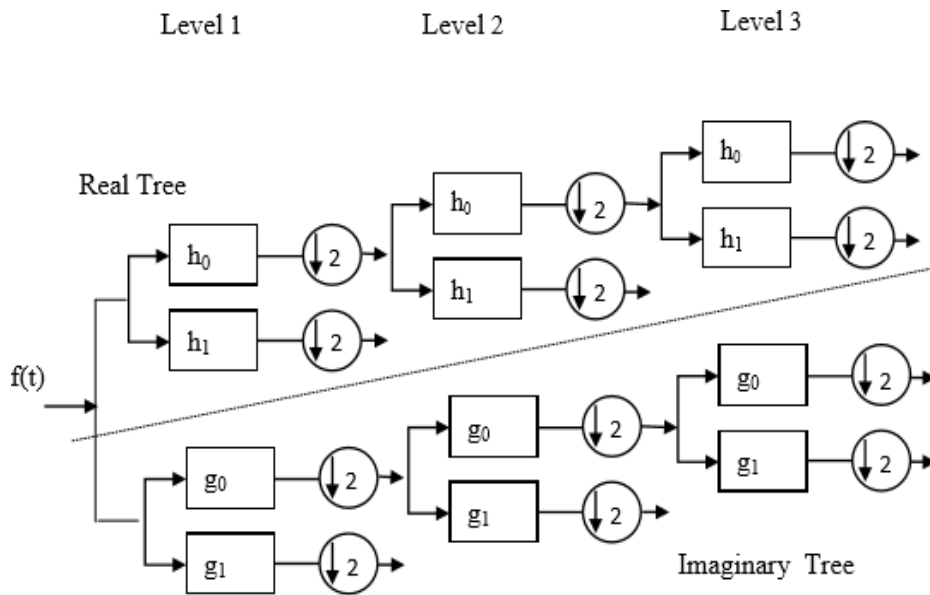 Level 1
Level 2
Level 3
Real Tree
h₀
↓ 2
h₁
↓ 2
h₀
↓ 2
h₁
↓ 2
h₀
↓ 2
h₁
↓ 2
f(t)
g₀
↓ 2
g₁
↓ 2
g₀
↓ 2
g₁
↓ 2
g₀
↓ 2
g₁
↓ 2
Imaginary Tree